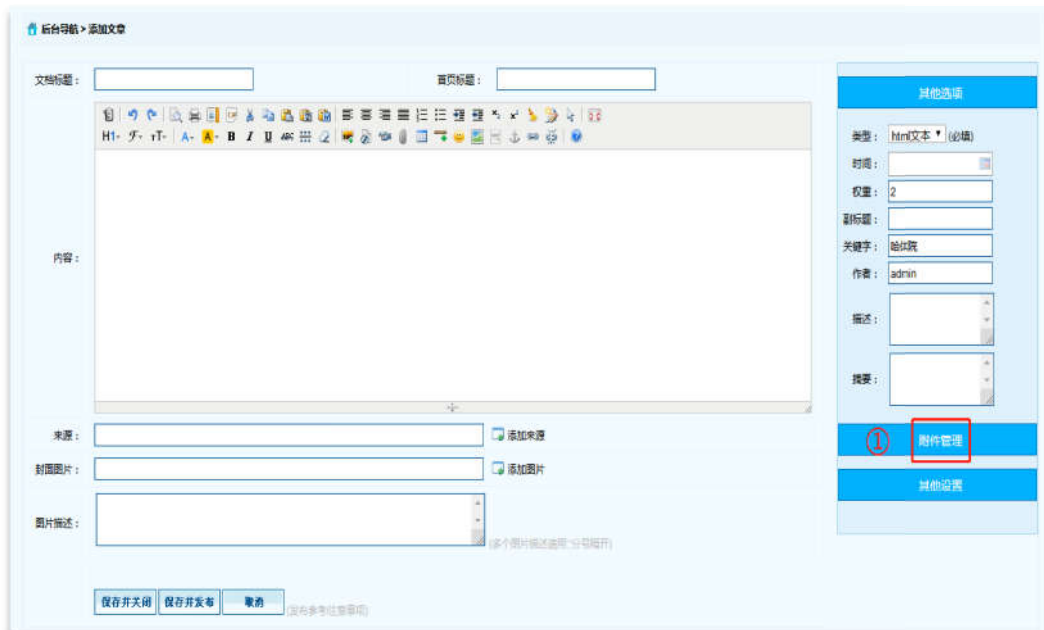 后台导航 > 添加文章
文档标题：
首页标题：
H1
A
A
B I U ABC
内容：
来源：
添加来源
封面图片：
添加图片
图片描述：
(多个图片描述请用";"分号隔开)
保存并关闭 保存并发布 取消
(发布参考注意事项)
其他选项
类型：html文本 (必填)
时间：
权重：2
副标题：
关键字：哈体院
作者：admin
描述：
摘要：
① 附件管理
其他设置